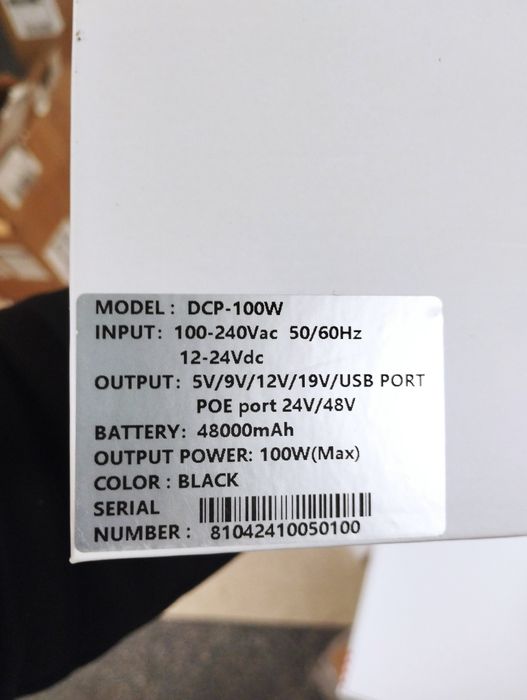 MODEL : DCP-100W
INPUT: 100-240Vac 50/60Hz
12-24Vdc
OUTPUT: 5V/9V/12V/19V/USB PORT
POE port 24V/48V
BATTERY: 48000mAh
OUTPUT POWER: 100W(Max)
COLOR : BLACK
SERIAL
NUMBER : 81042410050100